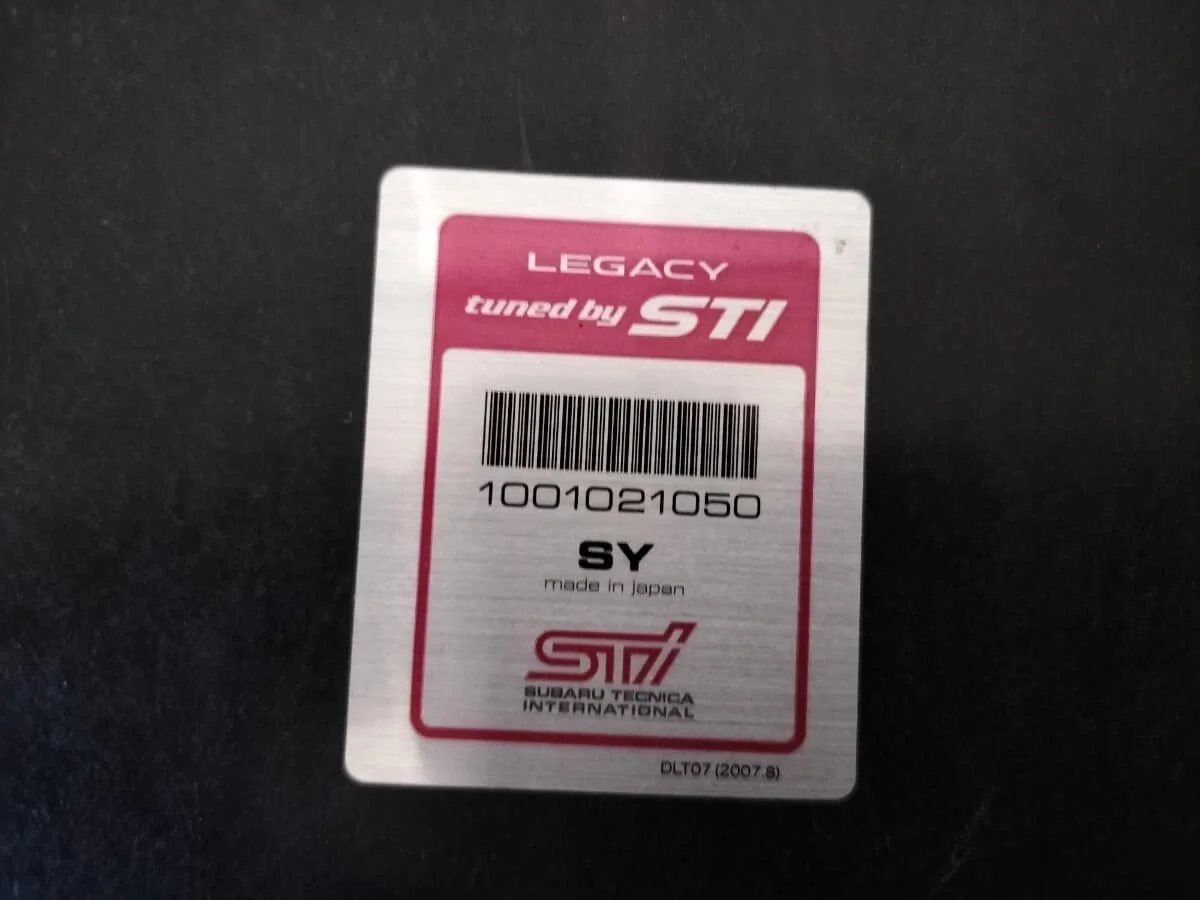 LEGACY
tuned by STI
1001021050
SY
made in japan
STi
SUBARU TECNICA
INTERNATIONAL
DLT07 (2007.8)